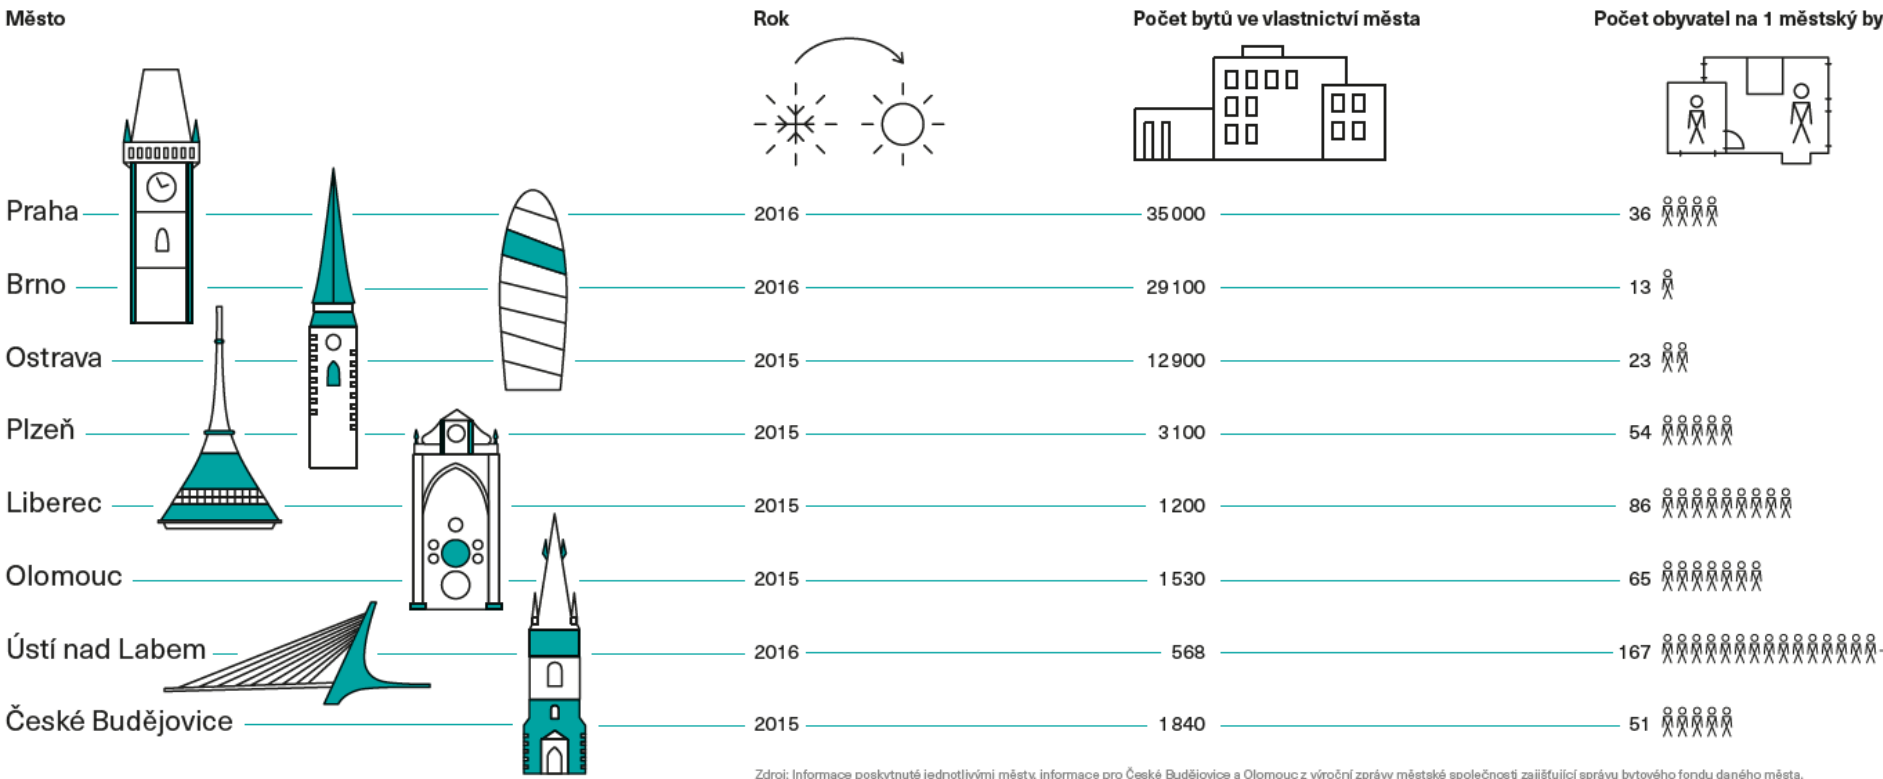 Město Rok Počet bytů ve vlastnictví města Počet obyvatel na 1 městský by
Praha 2016 35 000 36
Brno 2016 29 100 13
Ostrava 2015 12 900 23
Plzeň 2015 3 100 54
Liberec 2015 1 200 86
Olomouc 2015 1 530 65
Ústí nad Labem 2016 568 167
České Budějovice 2015 1 840 51
Zdroj: Informace poskytnuté jednotlivými městy, informace pro České Budějovice a Olomouc z výroční zprávy městské společnosti zajišťující správu bytového fondu daného města.